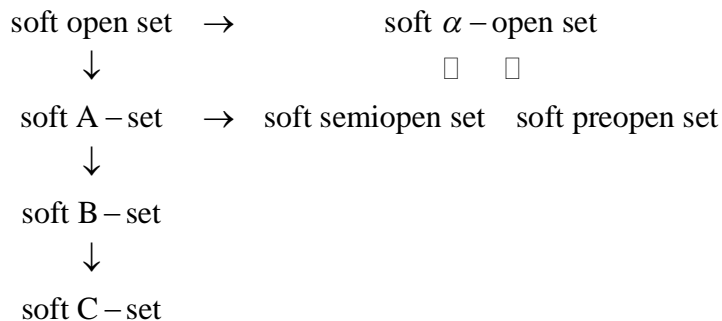 soft open set → soft α – open set
↓ □ □
soft A – set → soft semiopen set soft preopen set
↓
soft B – set
↓
soft C – set